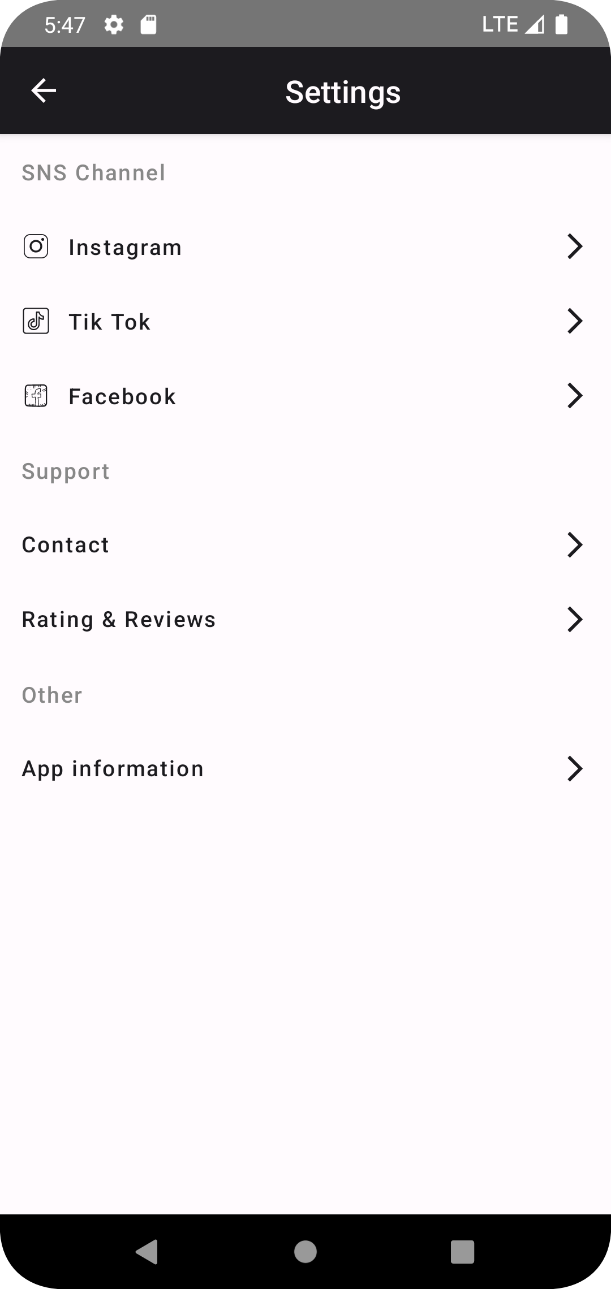 5:47 LTE
Settings
SNS Channel
Instagram
Tik Tok
Facebook
Support
Contact
Rating & Reviews
Other
App information